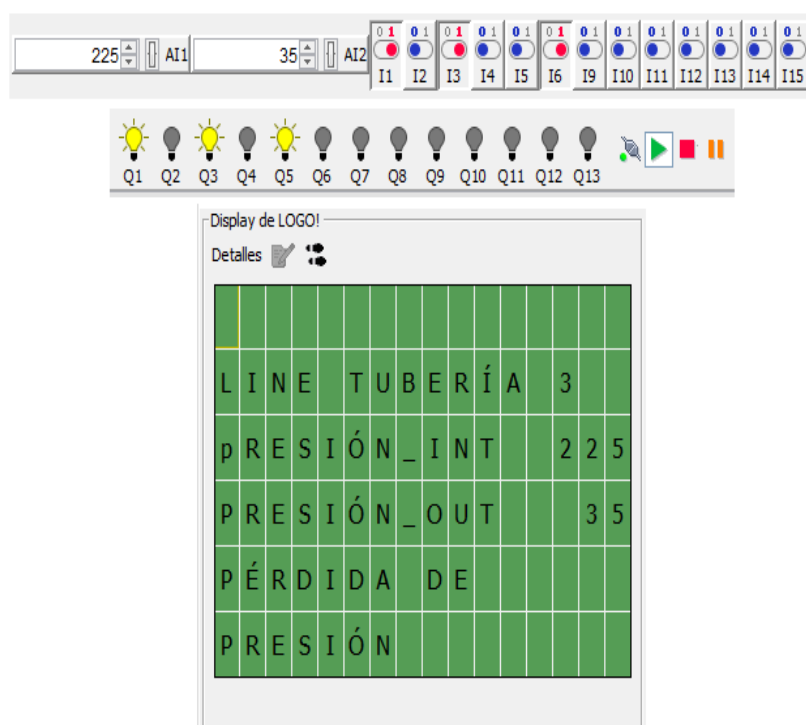 225 AI1 35 AI2
0 1 0 1 0 1 0 1 0 1 0 1 0 1 0 1 0 1 0 1 0 1 0 1
I1 I2 I3 I4 I5 I6 I9 I10 I11 I12 I13 I14 I15
Q1 Q2 Q3 Q4 Q5 Q6 Q7 Q8 Q9 Q10 Q11 Q12 Q13
Display de LOGO!
Detalles
LINE TUBERÍA 3
pRESIÓN_INT 225
PRESIÓN_OUT 35
PÉRDIDA DE
PRESIÓN